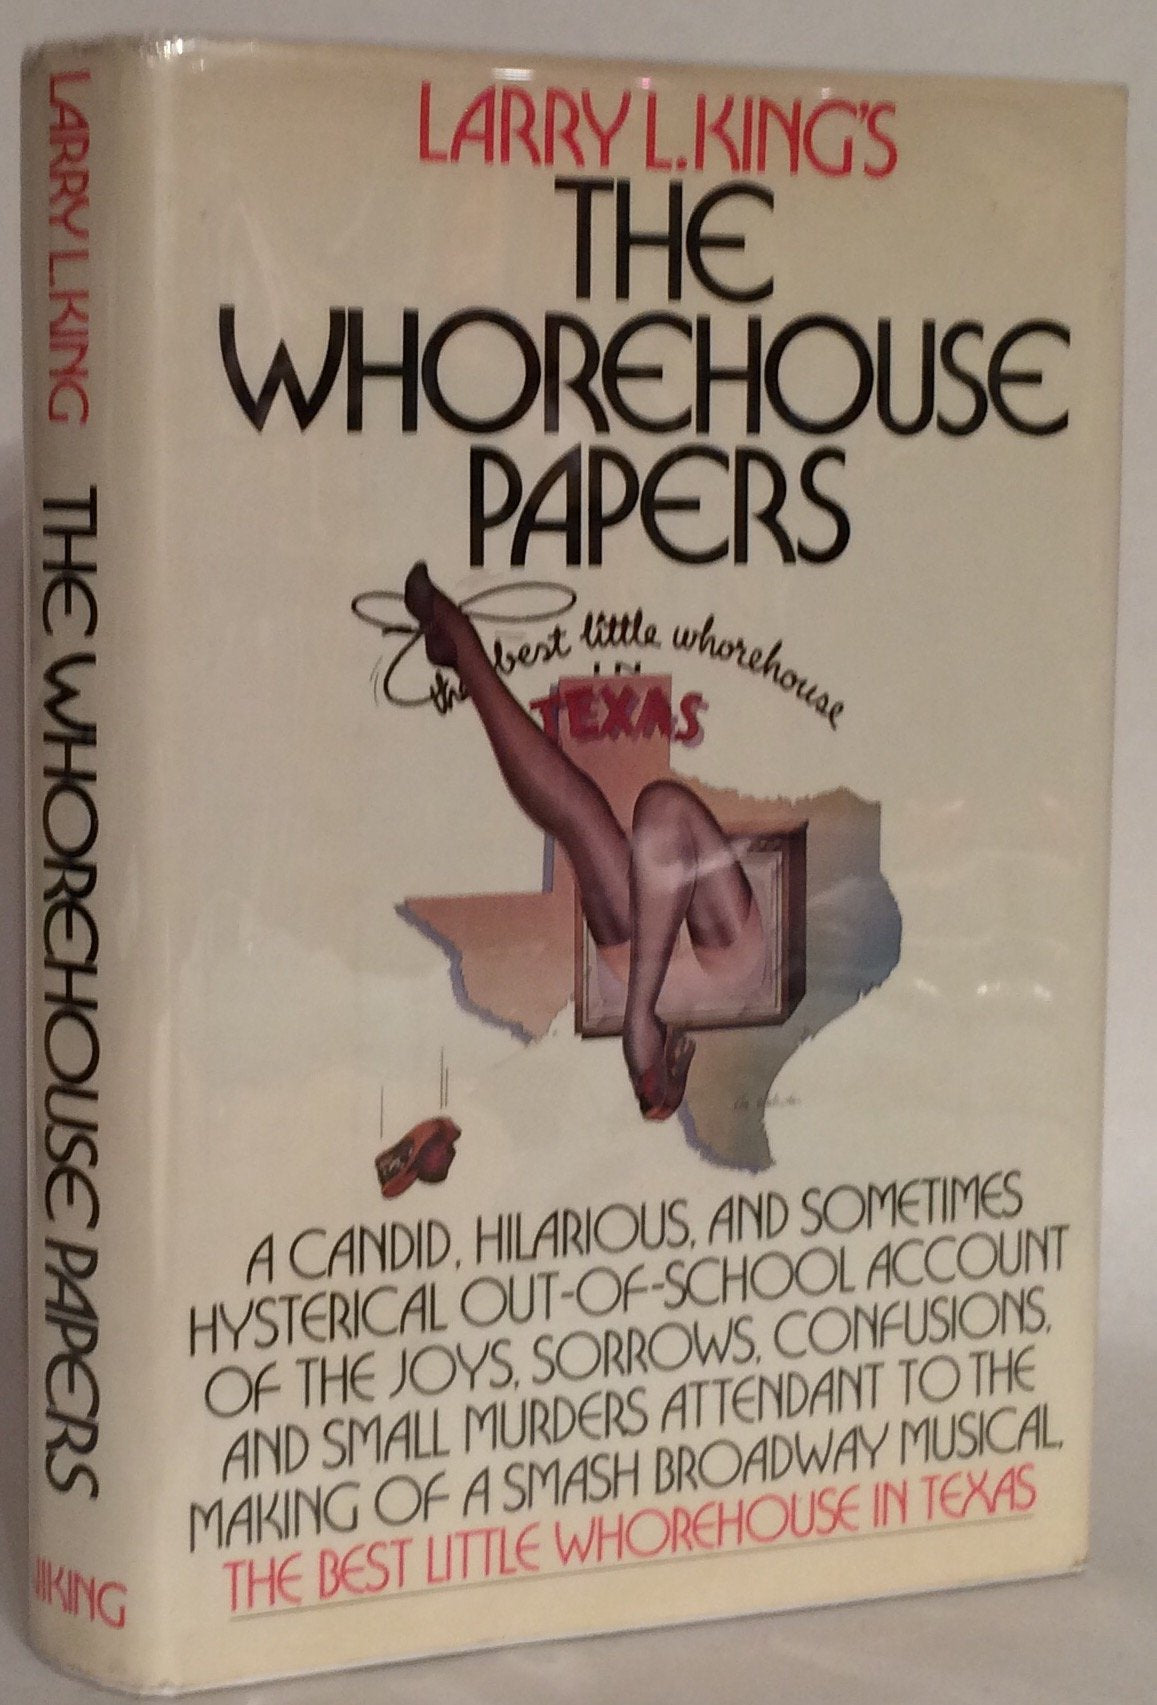 LARRY L. KING'S
THE
WHOREHOUSE
PAPERS
the best little whorehouse
IN
TEXAS
A CANDID, HILARIOUS, AND SOMETIMES
HYSTERICAL OUT-OF-SCHOOL ACCOUNT
OF THE JOYS, SORROWS, CONFUSIONS,
AND SMALL MURDERS ATTENDANT TO THE
MAKING OF A SMASH BROADWAY MUSICAL,
THE BEST LITTLE WHOREHOUSE IN TEXAS
LARRY L. KING THE WHOREHOUSE PAPERS VIKING